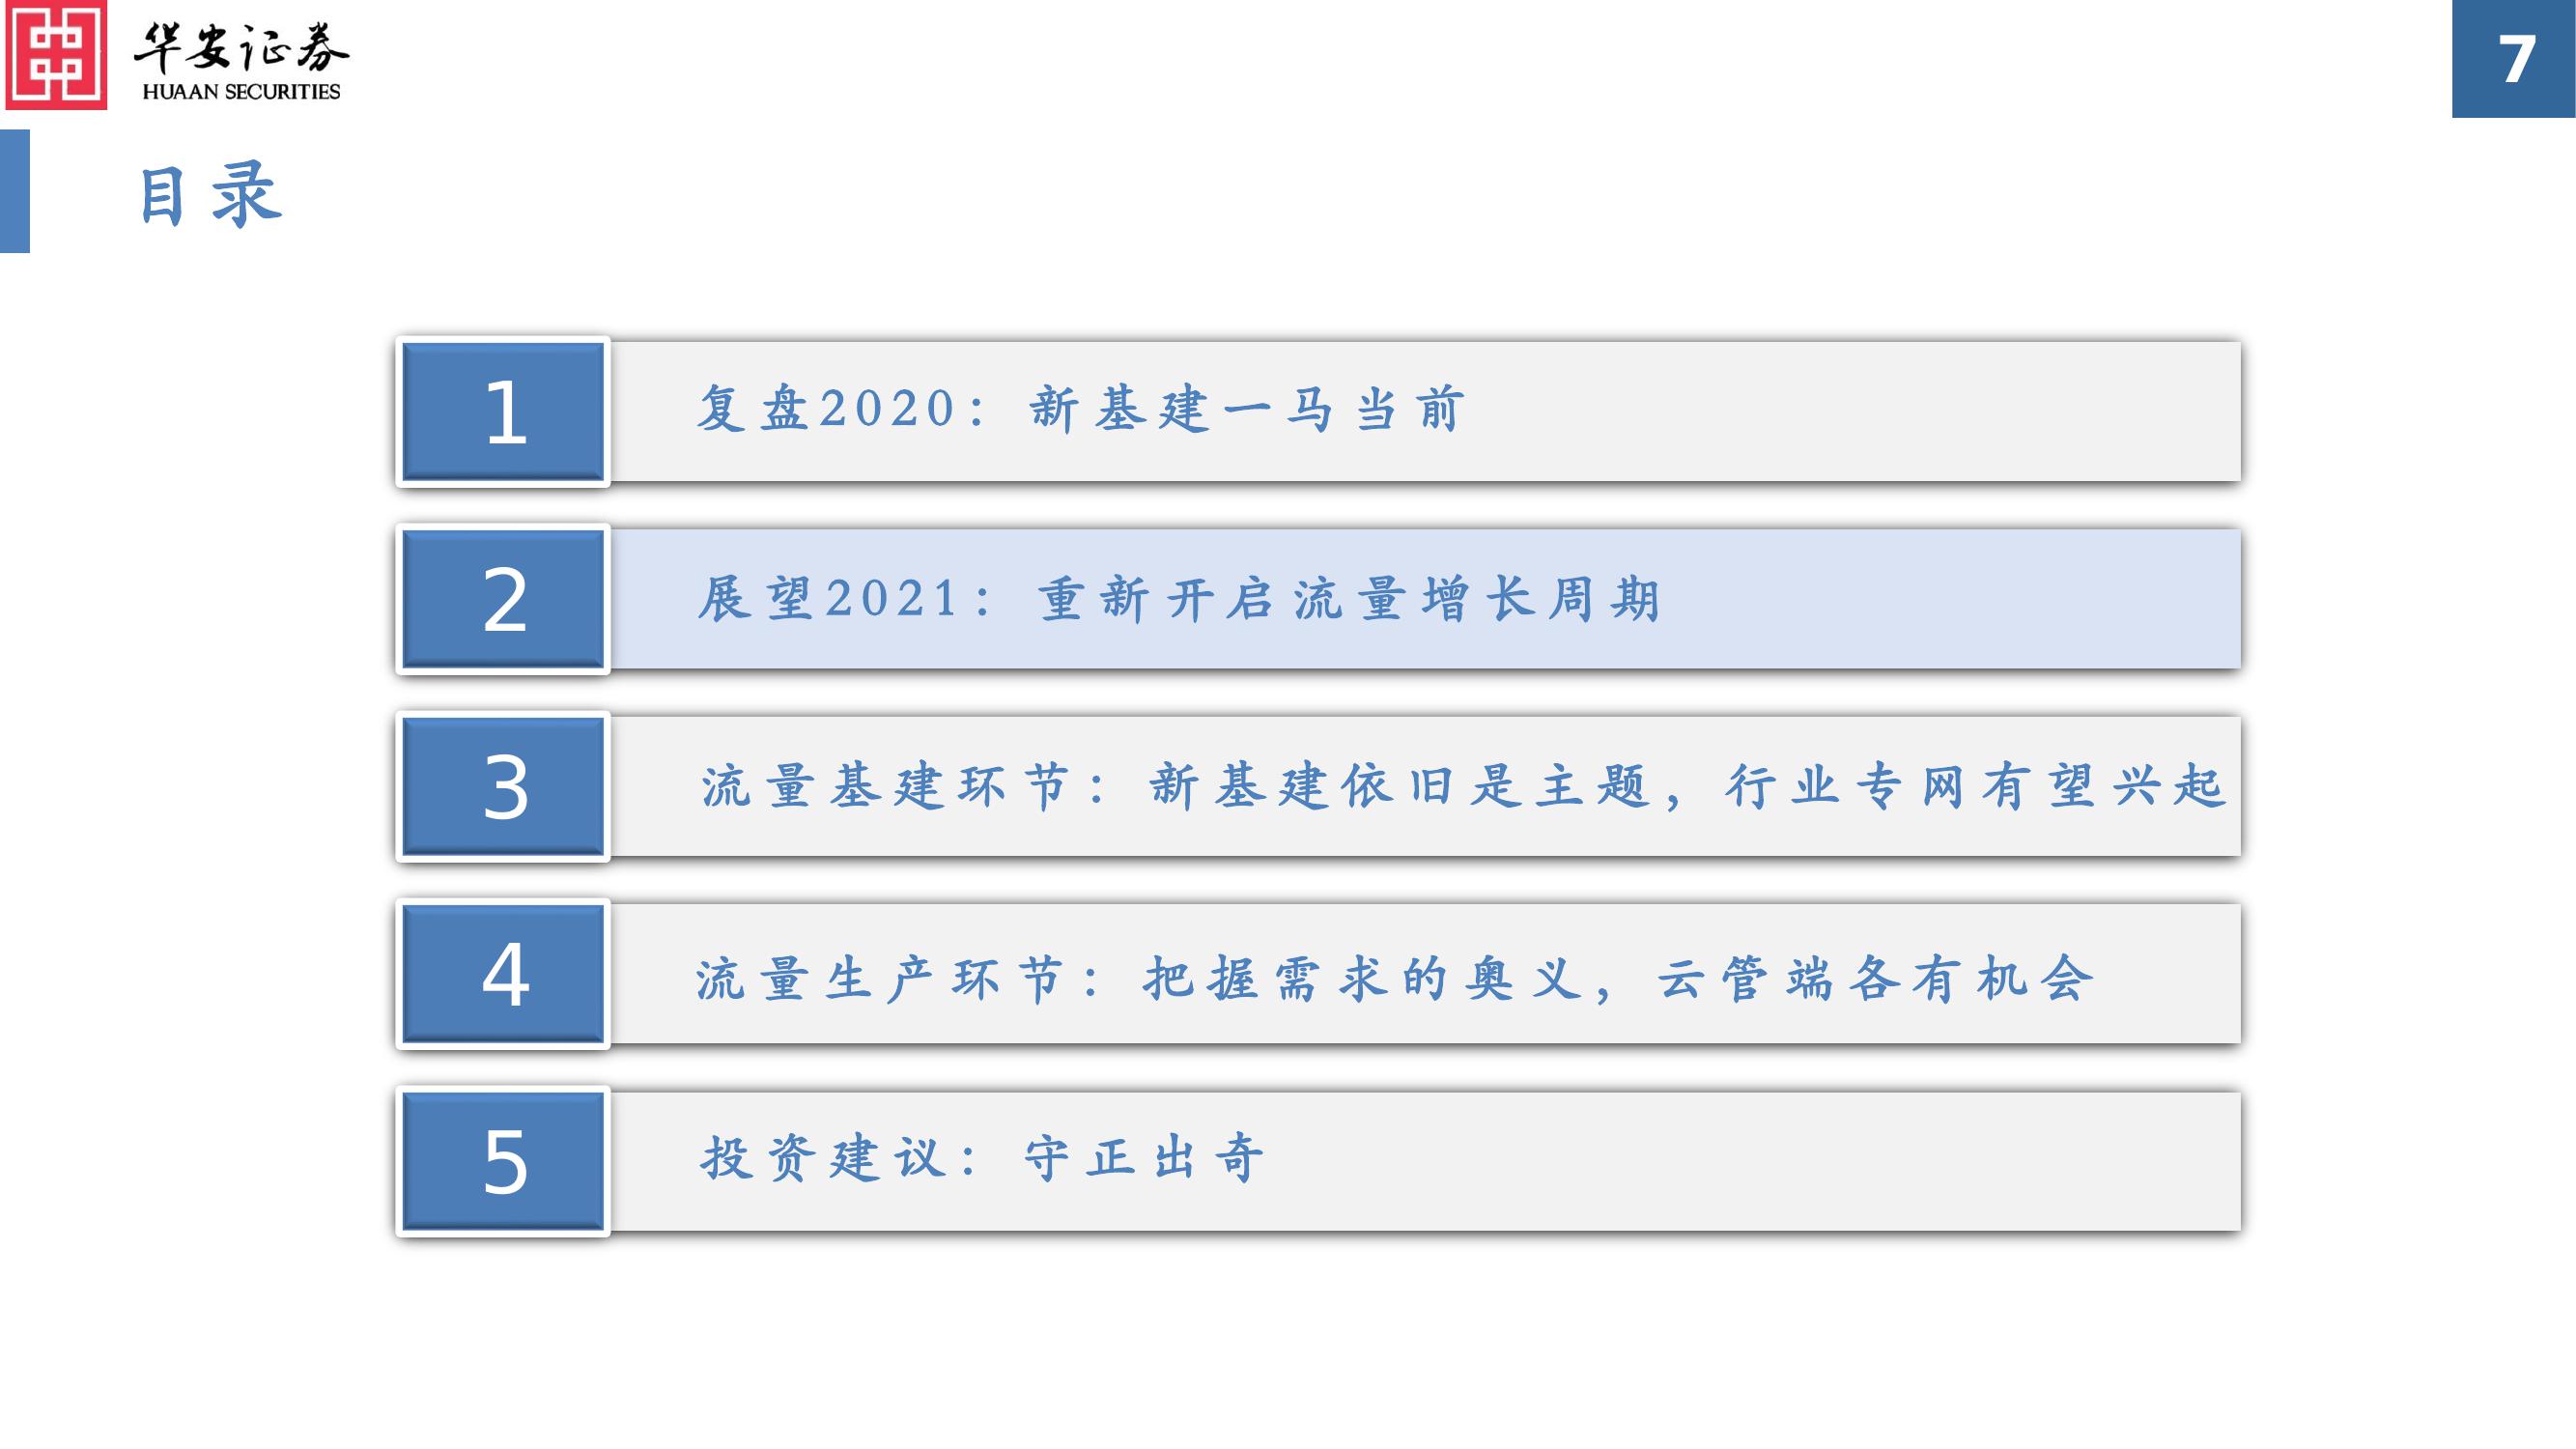 华安证券
HUAAN SECURITIES
7
目录
1
复盘2020：新基建一马当前
2
展望2021：重新开启流量增长周期
3
流量基建环节：新基建依旧是主题，行业专网有望兴起
4
流量生产环节：把握需求的奥义，云管端各有机会
5
投资建议：守正出奇